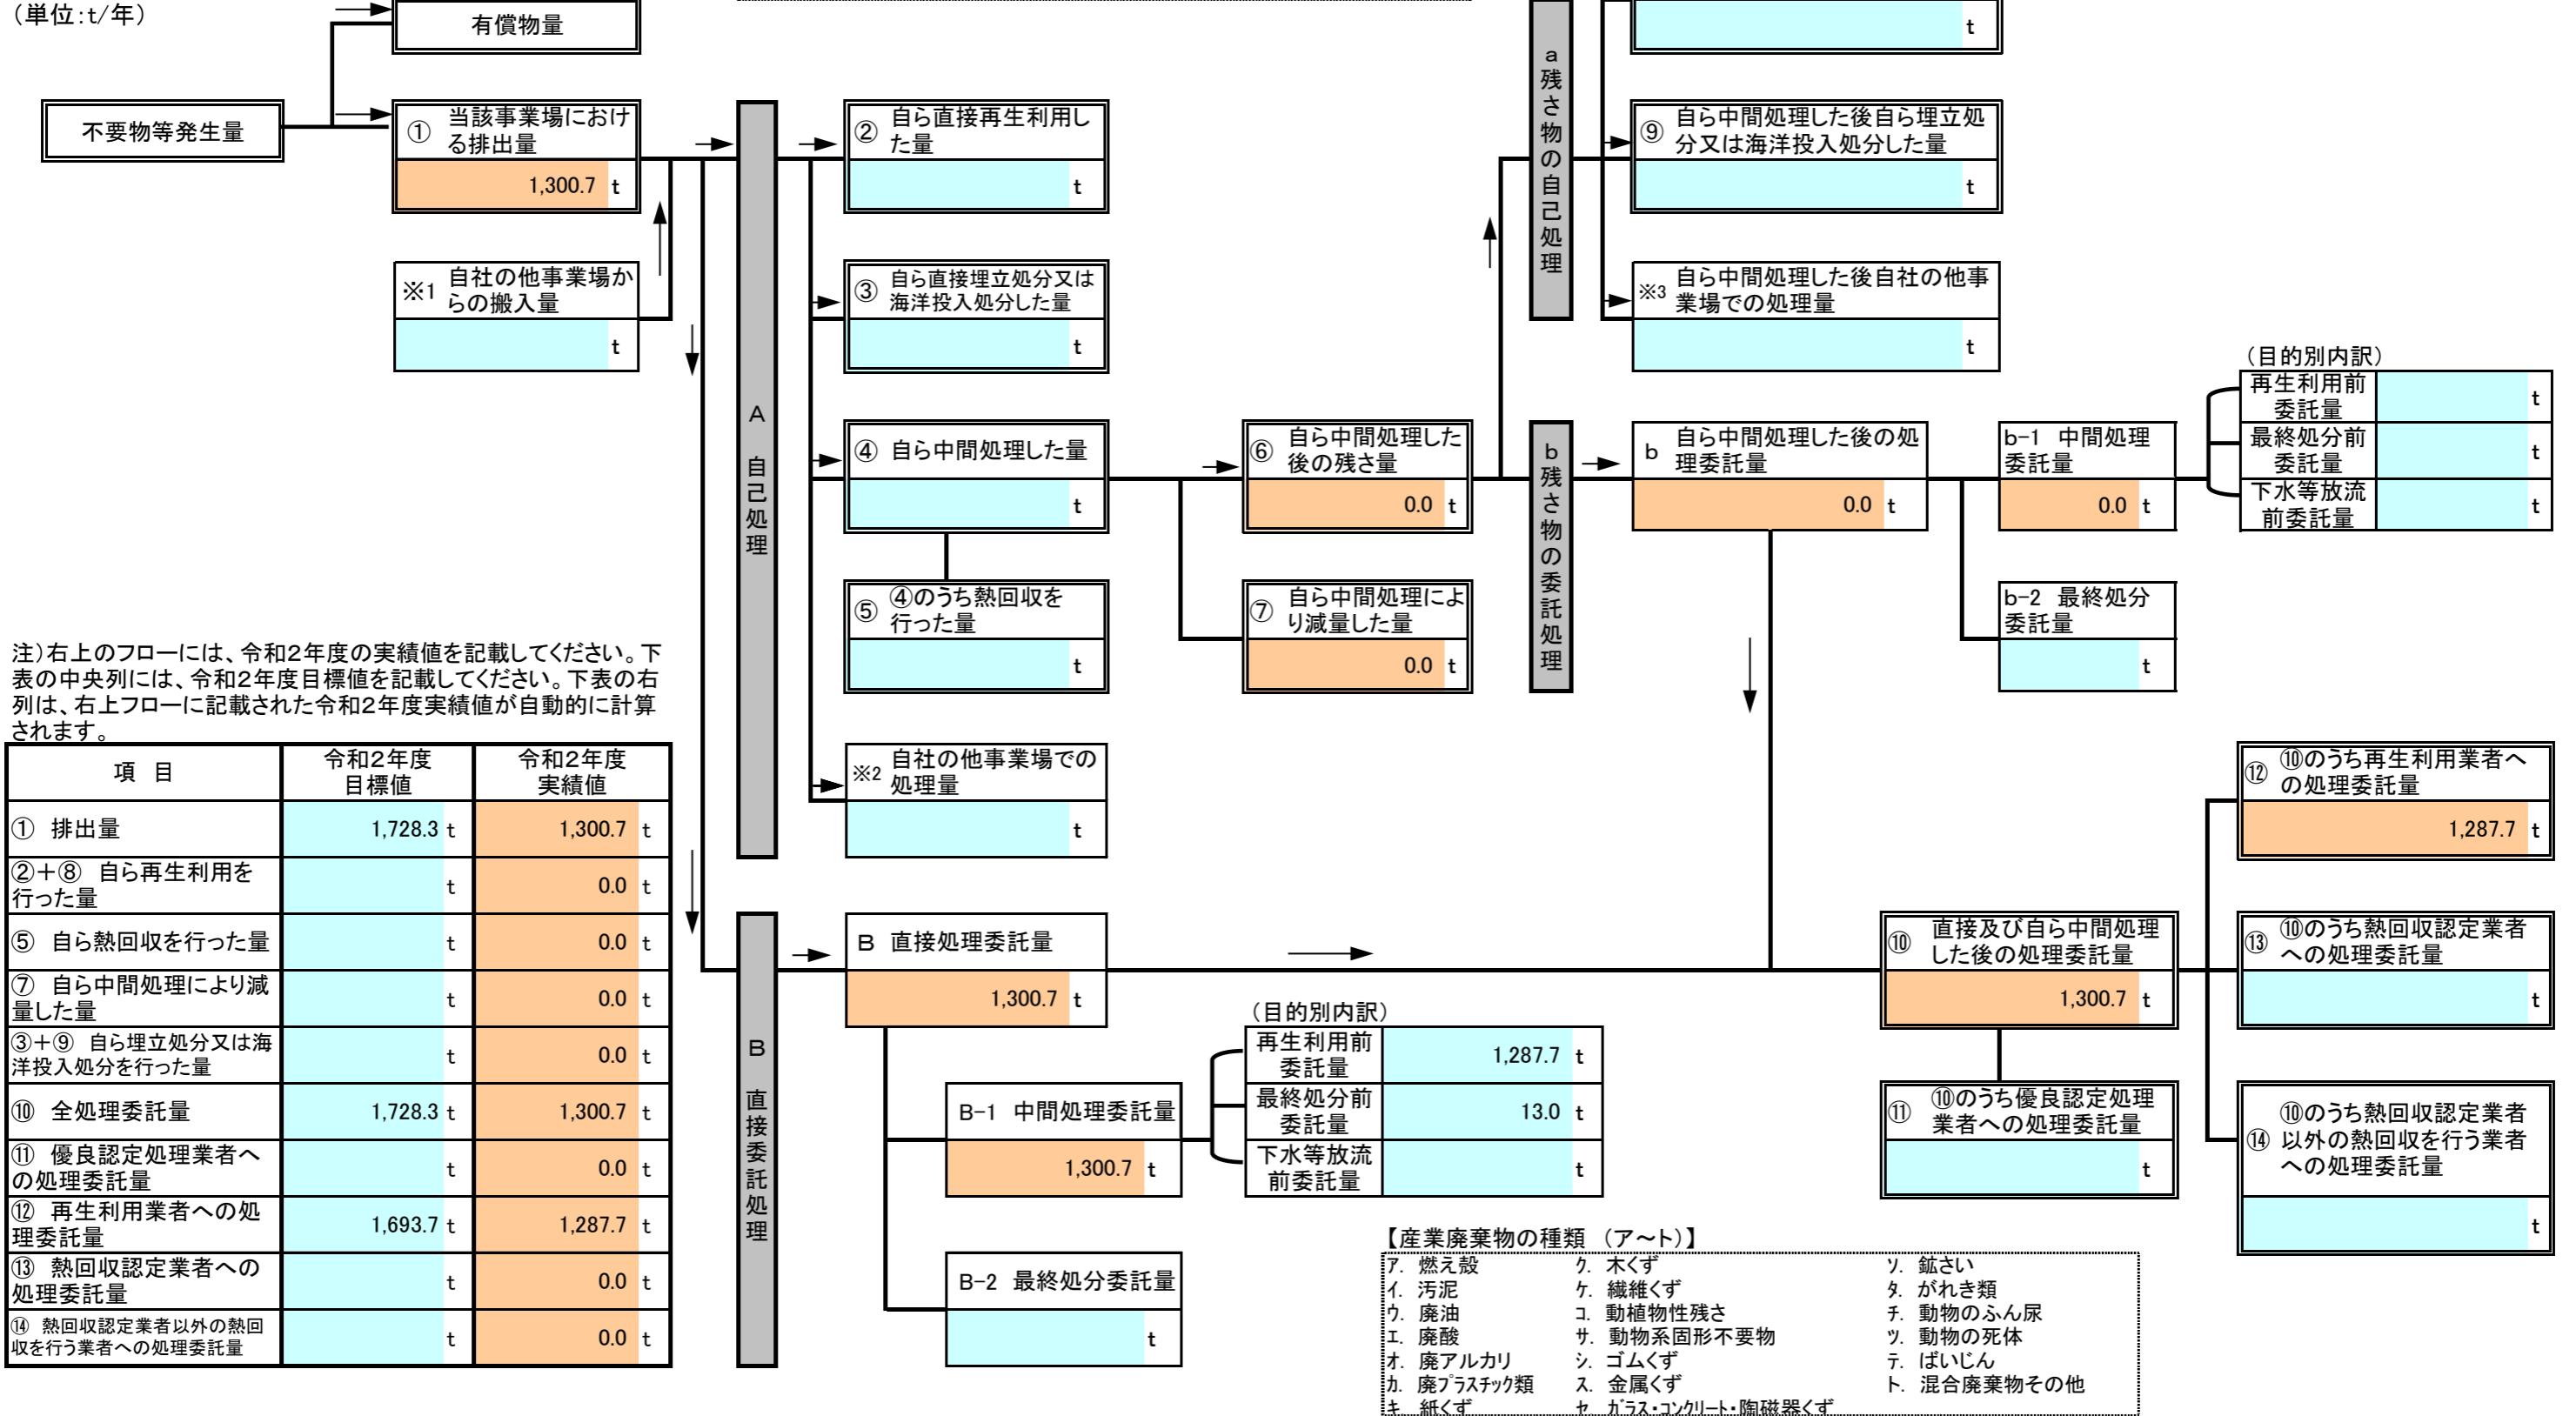 （単位：t/年）
有償物量
不要物等発生量
① 当該事業場におけ
る排出量
1,300.7 t
※1 自社の他事業場か
らの搬入量
t
A 自己処理
② 自ら直接再生利用し
た量
t
③ 自ら直接埋立処分又は
海洋投入処分した量
t
④ 自ら中間処理した量
t
⑤ ④のうち熱回収を
行った量
t
※2 自社の他事業場での
処理量
t
⑥ 自ら中間処理した
後の残さ量
0.0 t
⑦ 自ら中間処理によ
り減量した量
0.0 t
a 残さ物の自己処理
t
⑨ 自ら中間処理した後自ら埋立処
分又は海洋投入処分した量
t
※3 自ら中間処理した後自社の他事
業場での処理量
t
b 残さ物の委託処理
b 自ら中間処理した後の処
理委託量
0.0 t
b-1 中間処理
委託量
0.0 t
b-2 最終処分
委託量
t
（目的別内訳）
再生利用前
委託量
t
最終処分前
委託量
t
下水等放流
前委託量
t
注）右上のフローには、令和２年度の実績値を記載してください。下
表の中央列には、令和２年度目標値を記載してください。下表の右
列は、右上フローに記載された令和２年度実績値が自動的に計算
されます。
項 目 令和２年度 目標値 令和２年度 実績値
① 排出量 1,728.3 t 1,300.7 t
②＋⑧ 自ら再生利用を
行った量 t 0.0 t
⑤ 自ら熱回収を行った量 t 0.0 t
⑦ 自ら中間処理により減
量した量 t 0.0 t
③＋⑨ 自ら埋立処分又は海
洋投入処分を行った量 t 0.0 t
⑩ 全処理委託量 1,728.3 t 1,300.7 t
⑪ 優良認定処理業者へ
の処理委託量 t 0.0 t
⑫ 再生利用業者への処
理委託量 1,693.7 t 1,287.7 t
⑬ 熱回収認定業者への
処理委託量 t 0.0 t
⑭ 熱回収認定業者以外の熱回
収を行う業者への処理委託量 t 0.0 t
B 直接委託処理
B 直接処理委託量
1,300.7 t
B-1 中間処理委託量
1,300.7 t
B-2 最終処分委託量
t
（目的別内訳）
再生利用前
委託量
1,287.7 t
最終処分前
委託量
13.0 t
下水等放流
前委託量
t
⑩ 直接及び自ら中間処理
した後の処理委託量
1,300.7 t
⑪ ⑩のうち優良認定処理
業者への処理委託量
t
⑫ ⑩のうち再生利用業者へ
の処理委託量
1,287.7 t
⑬ ⑩のうち熱回収認定業者
への処理委託量
t
⑭ ⑩のうち熱回収認定業者
以外の熱回収を行う業者
への処理委託量
t
【産業廃棄物の種類 （ア～ト）】
ｱ. 燃え殻 ｸ. 木くず ｿ. 鉱さい
ｲ. 汚泥 ｹ. 繊維くず ﾀ. がれき類
ｳ. 廃油 ｺ. 動植物性残さ ﾁ. 動物のふん尿
ｴ. 廃酸 ｻ. 動物系固形不要物 ﾂ. 動物の死体
ｵ. 廃アルカリ ｼ. ゴムくず ﾃ. ばいじん
ｶ. 廃ﾌﾟﾗｽﾁｯｸ類 ｽ. 金属くず ﾄ. 混合廃棄物その他
ｷ. 紙くず ｾ. ｶﾞﾗｽ・ｺﾝｸﾘｰﾄ・陶磁器くず